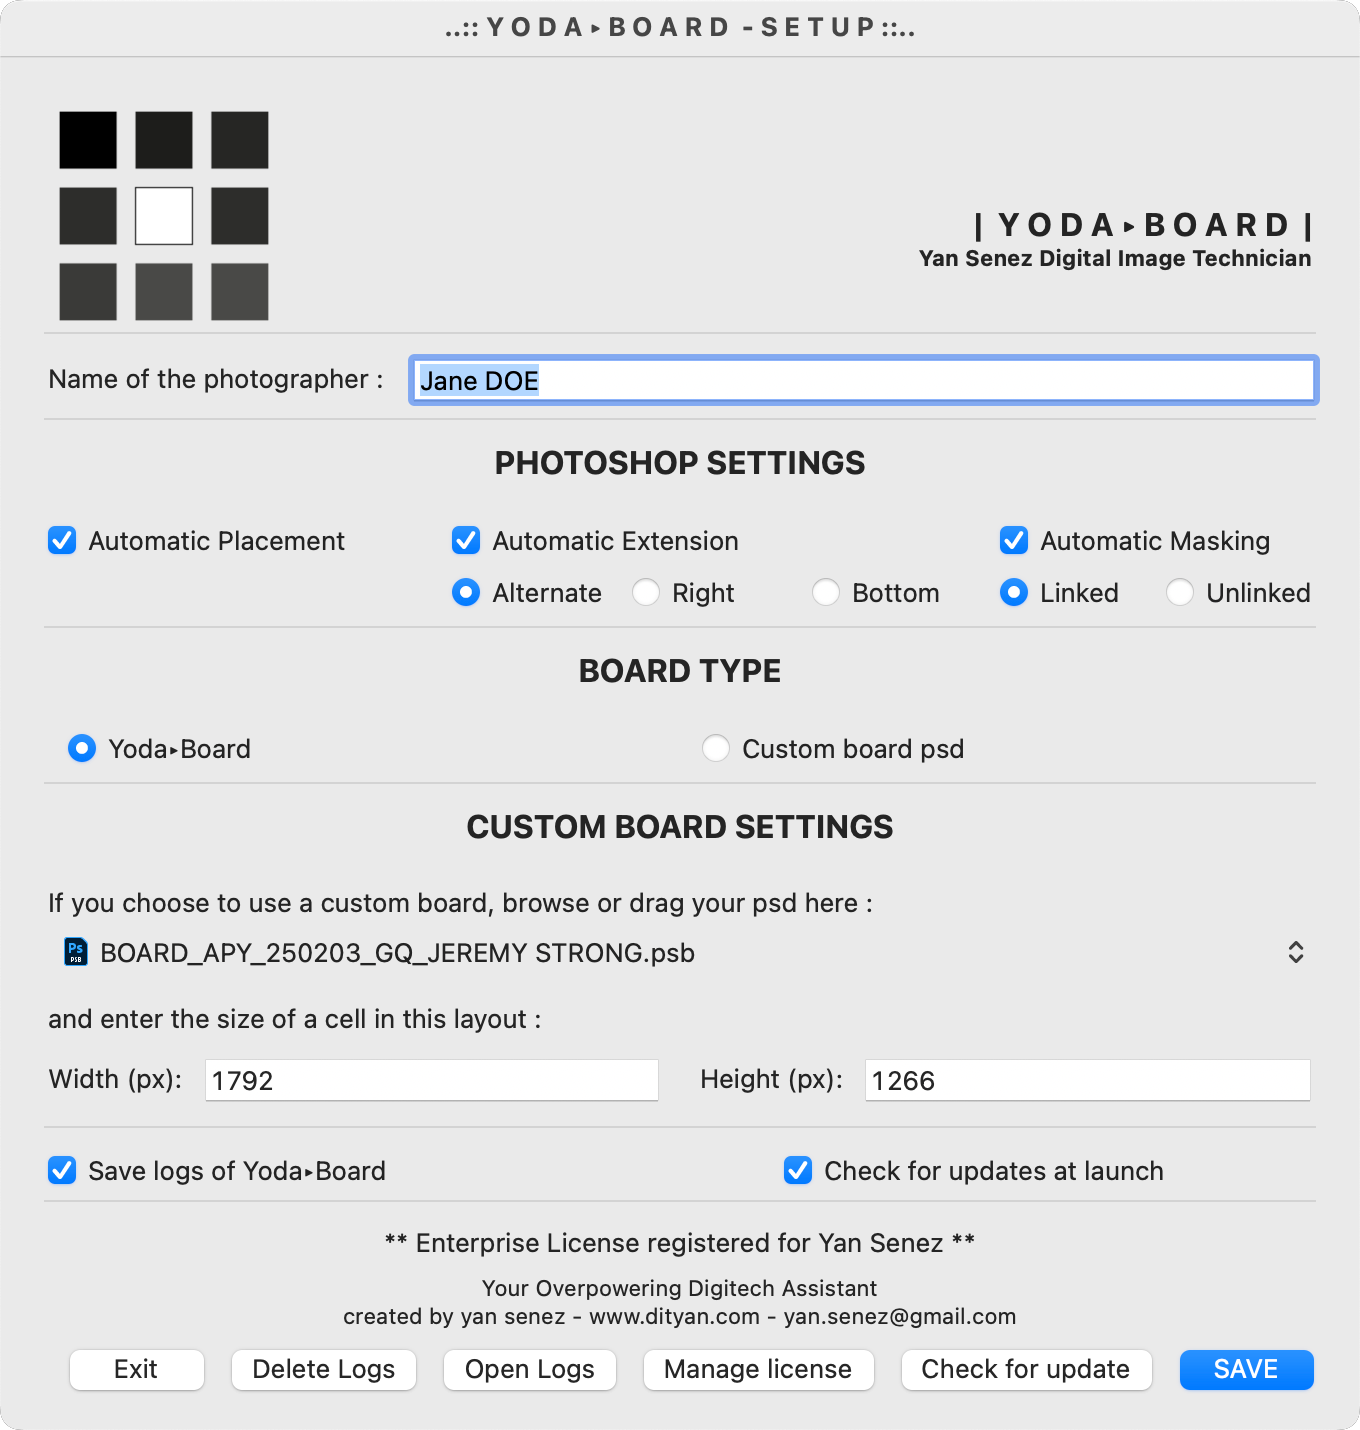 ..:: Y O D A ▸ B O A R D - S E T U P ::..
| Y O D A ▸ B O A R D |
Yan Senez Digital Image Technician
Name of the photographer : Jane DOE
PHOTOSHOP SETTINGS
Automatic Placement Automatic Extension Automatic Masking
Alternate Right Bottom Linked Unlinked
BOARD TYPE
Yoda▸Board Custom board psd
CUSTOM BOARD SETTINGS
If you choose to use a custom board, browse or drag your psd here :
Ps PSB BOARD_APY_250203_GQ_JEREMY STRONG.psb
and enter the size of a cell in this layout :
Width (px): 1792 Height (px): 1266
Save logs of Yoda▸Board Check for updates at launch
** Enterprise License registered for Yan Senez **
Your Overpowering Digitech Assistant
created by yan senez - www.dityan.com - yan.senez@gmail.com
Exit Delete Logs Open Logs Manage license Check for update SAVE